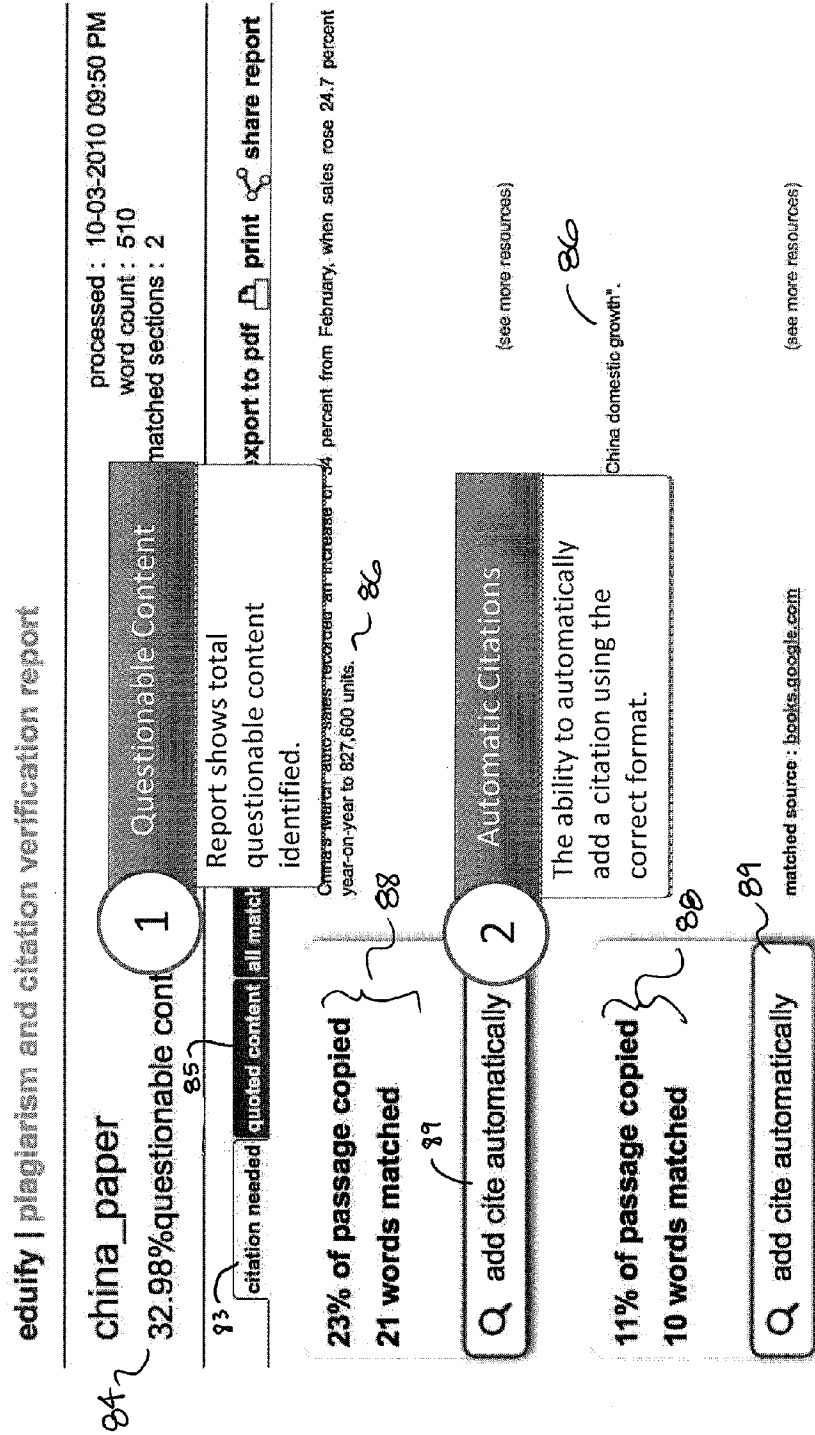 eduify | plagiarism and citation verification report
china_paper
processed : 10-03-2010 09:50 PM
84
32.98%questionable cont
word count : 510
matched sections : 2
1
Questionable Content
Report shows total
questionable content
identified.
93
85
citation needed
quoted content
all match
export to pdf
print
share report
China's March auto sales recorded an increase of 34 percent from February, when sales rose 24.7 percent
year-on-year to 827,600 units.
86
23% of passage copied
88
21 words matched
89
add cite automatically
(see more resources)
2
Automatic Citations
The ability to automatically
add a citation using the
correct format.
China domestic growth".
86
11% of passage copied
88
10 words matched
89
add cite automatically
matched source : books.google.com
(see more resources)